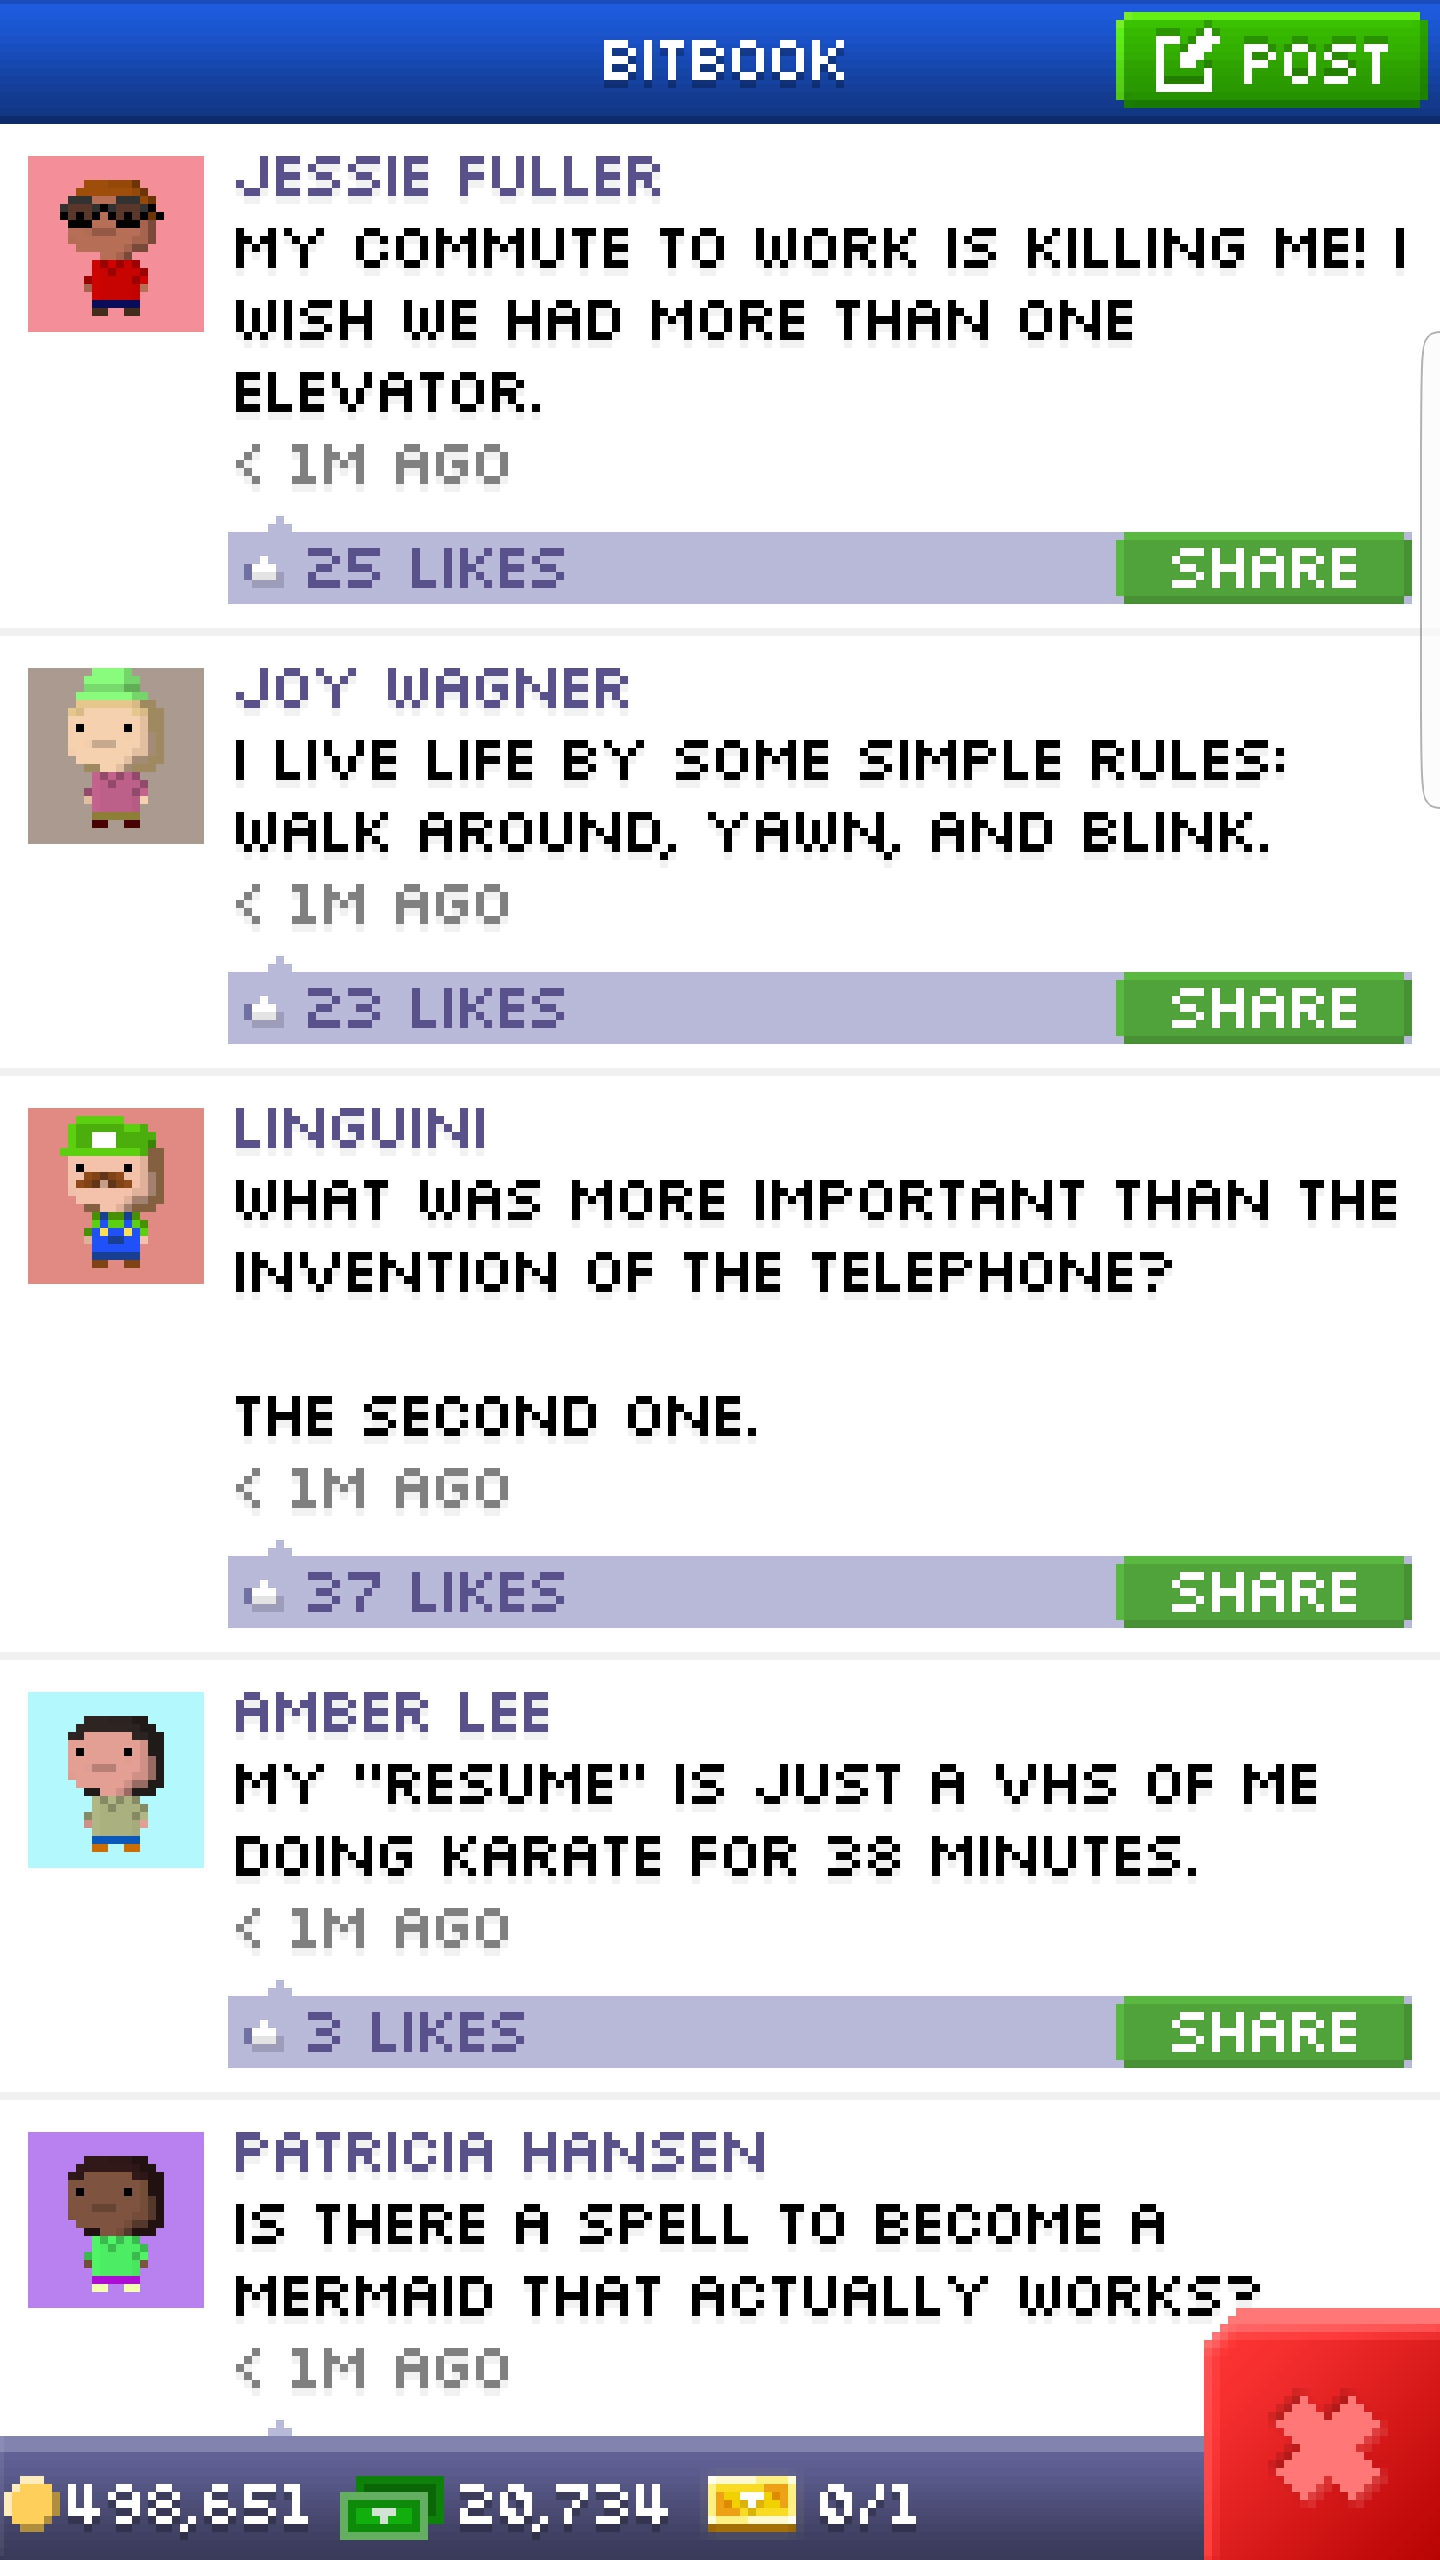 BITBOOK
POST
JESSIE FULLER
MY COMMUTE TO WORK IS KILLING ME! I
WISH WE HAD MORE THAN ONE
ELEVATOR.
< 1M AGO
25 LIKES
SHARE
JOY WAGNER
I LIVE LIFE BY SOME SIMPLE RULES:
WALK AROUND, YAWN, AND BLINK.
< 1M AGO
23 LIKES
SHARE
LINGUINI
WHAT WAS MORE IMPORTANT THAN THE
INVENTION OF THE TELEPHONE?
THE SECOND ONE.
< 1M AGO
37 LIKES
SHARE
AMBER LEE
MY "RESUME" IS JUST A VHS OF ME
DOING KARATE FOR 38 MINUTES.
< 1M AGO
3 LIKES
SHARE
PATRICIA HANSEN
IS THERE A SPELL TO BECOME A
MERMAID THAT ACTUALLY WORKS?
< 1M AGO
498,651 20,734 0/1